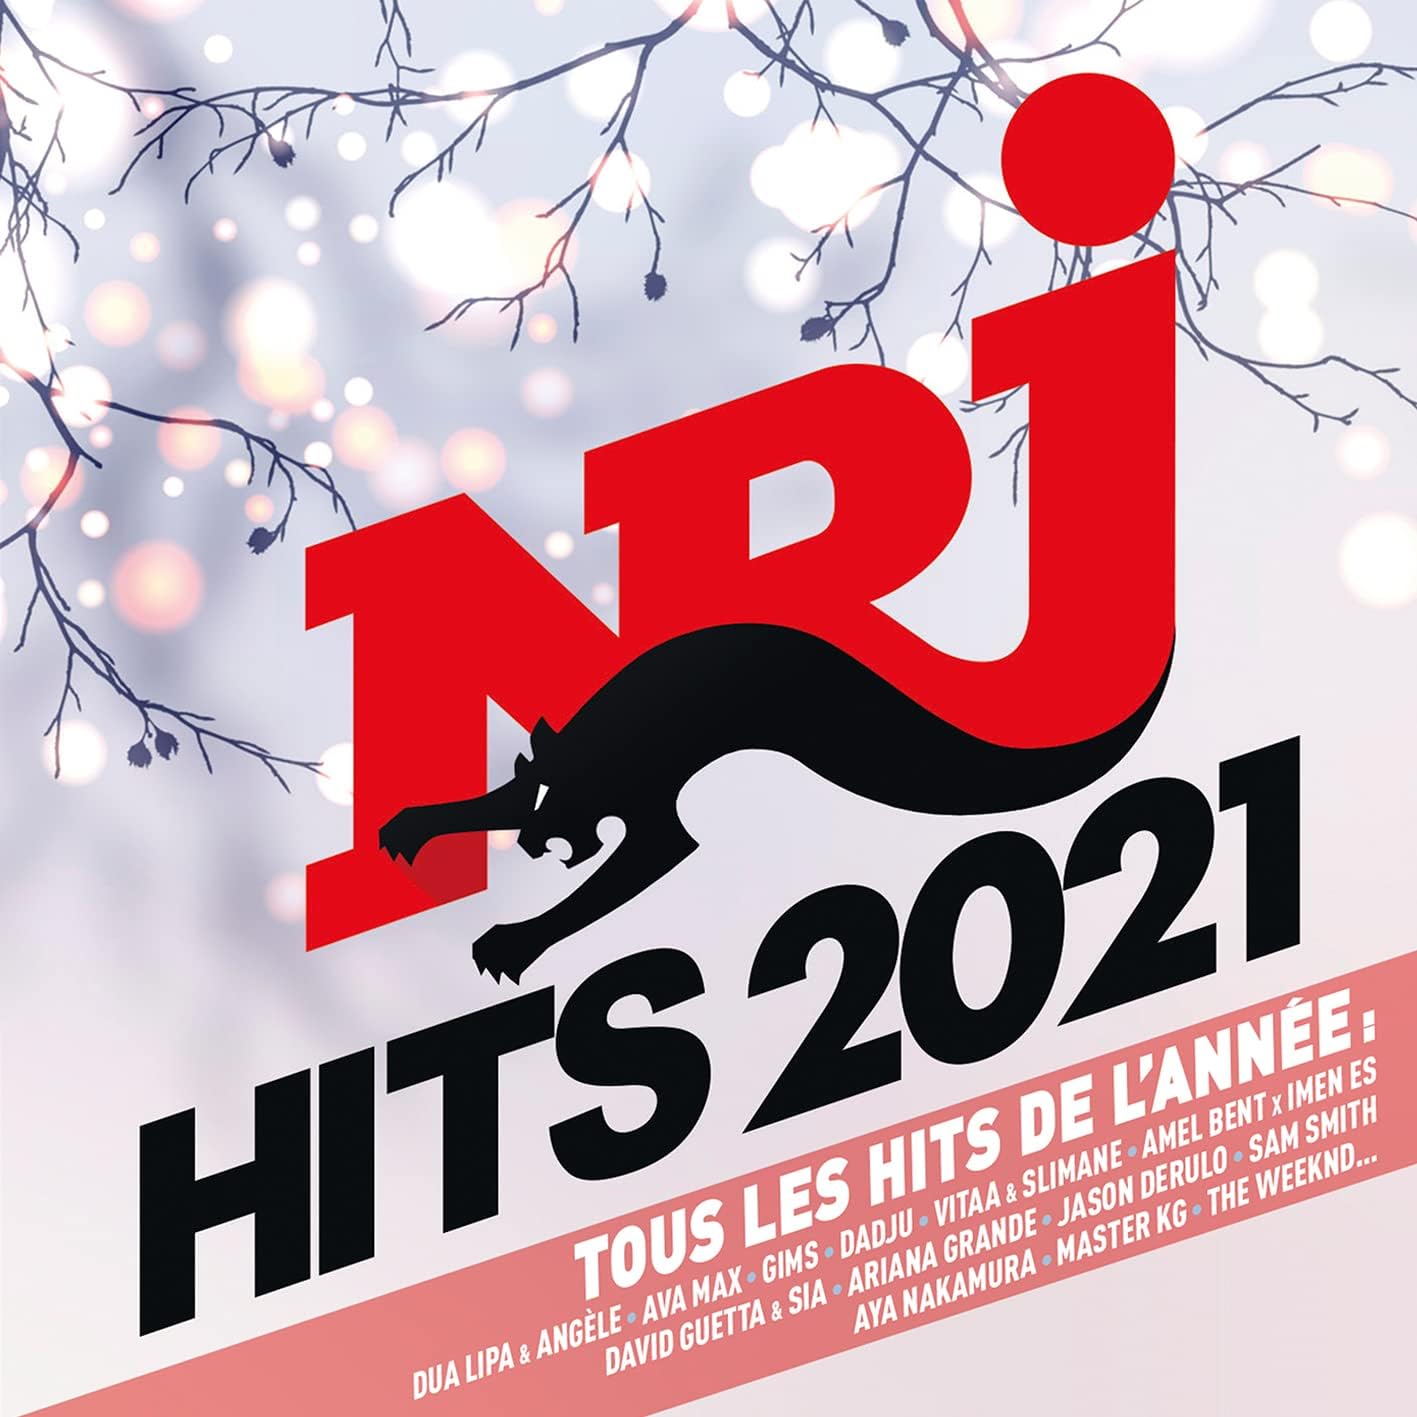 NRJ
HITS 2021
TOUS LES HITS DE L'ANNÉE :
DUA LIPA & ANGÈLE • AVA MAX • GIMS • DADJU • VITAA & SLIMANE • AMEL BENT x IMEN ES
DAVID GUETTA & SIA • ARIANA GRANDE • JASON DERULO • SAM SMITH
AYA NAKAMURA • MASTER KG • THE WEEKND...